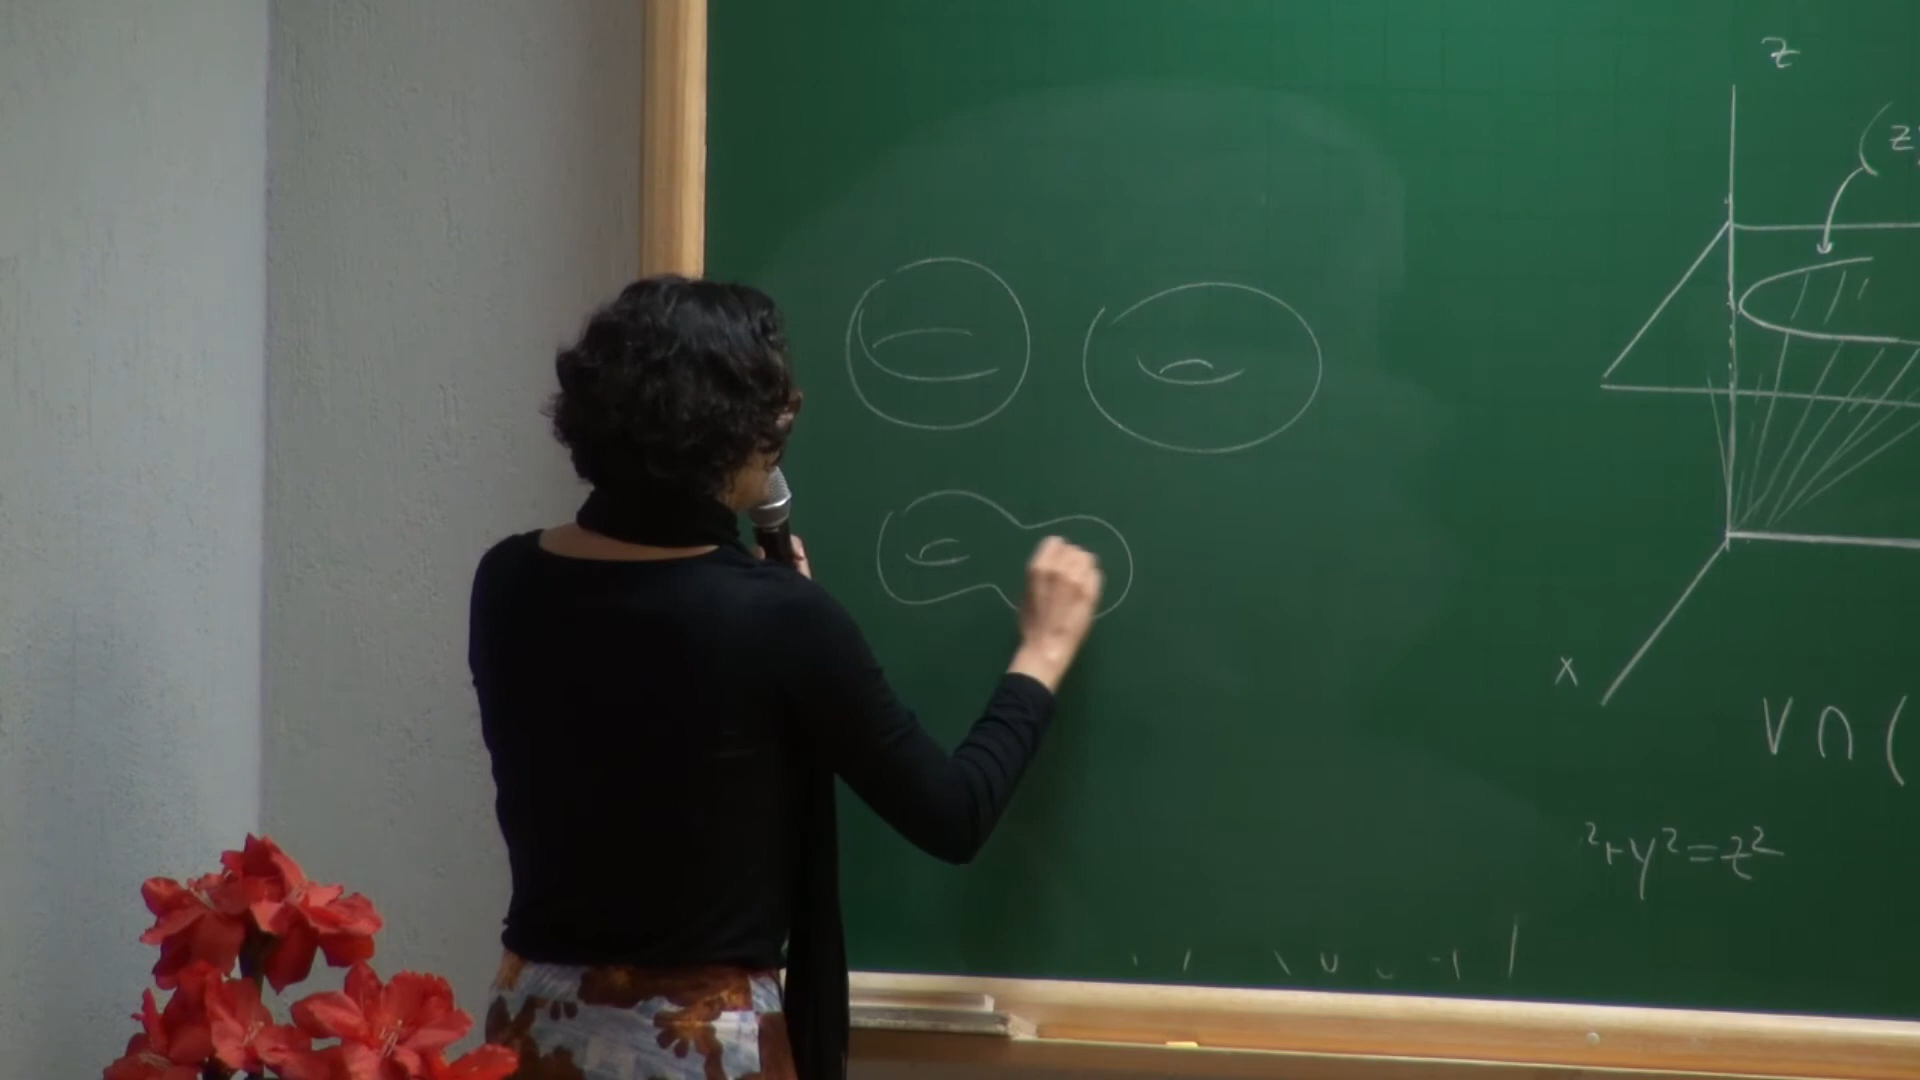 z
(z,
x
V ∩ (
²+y²=z²